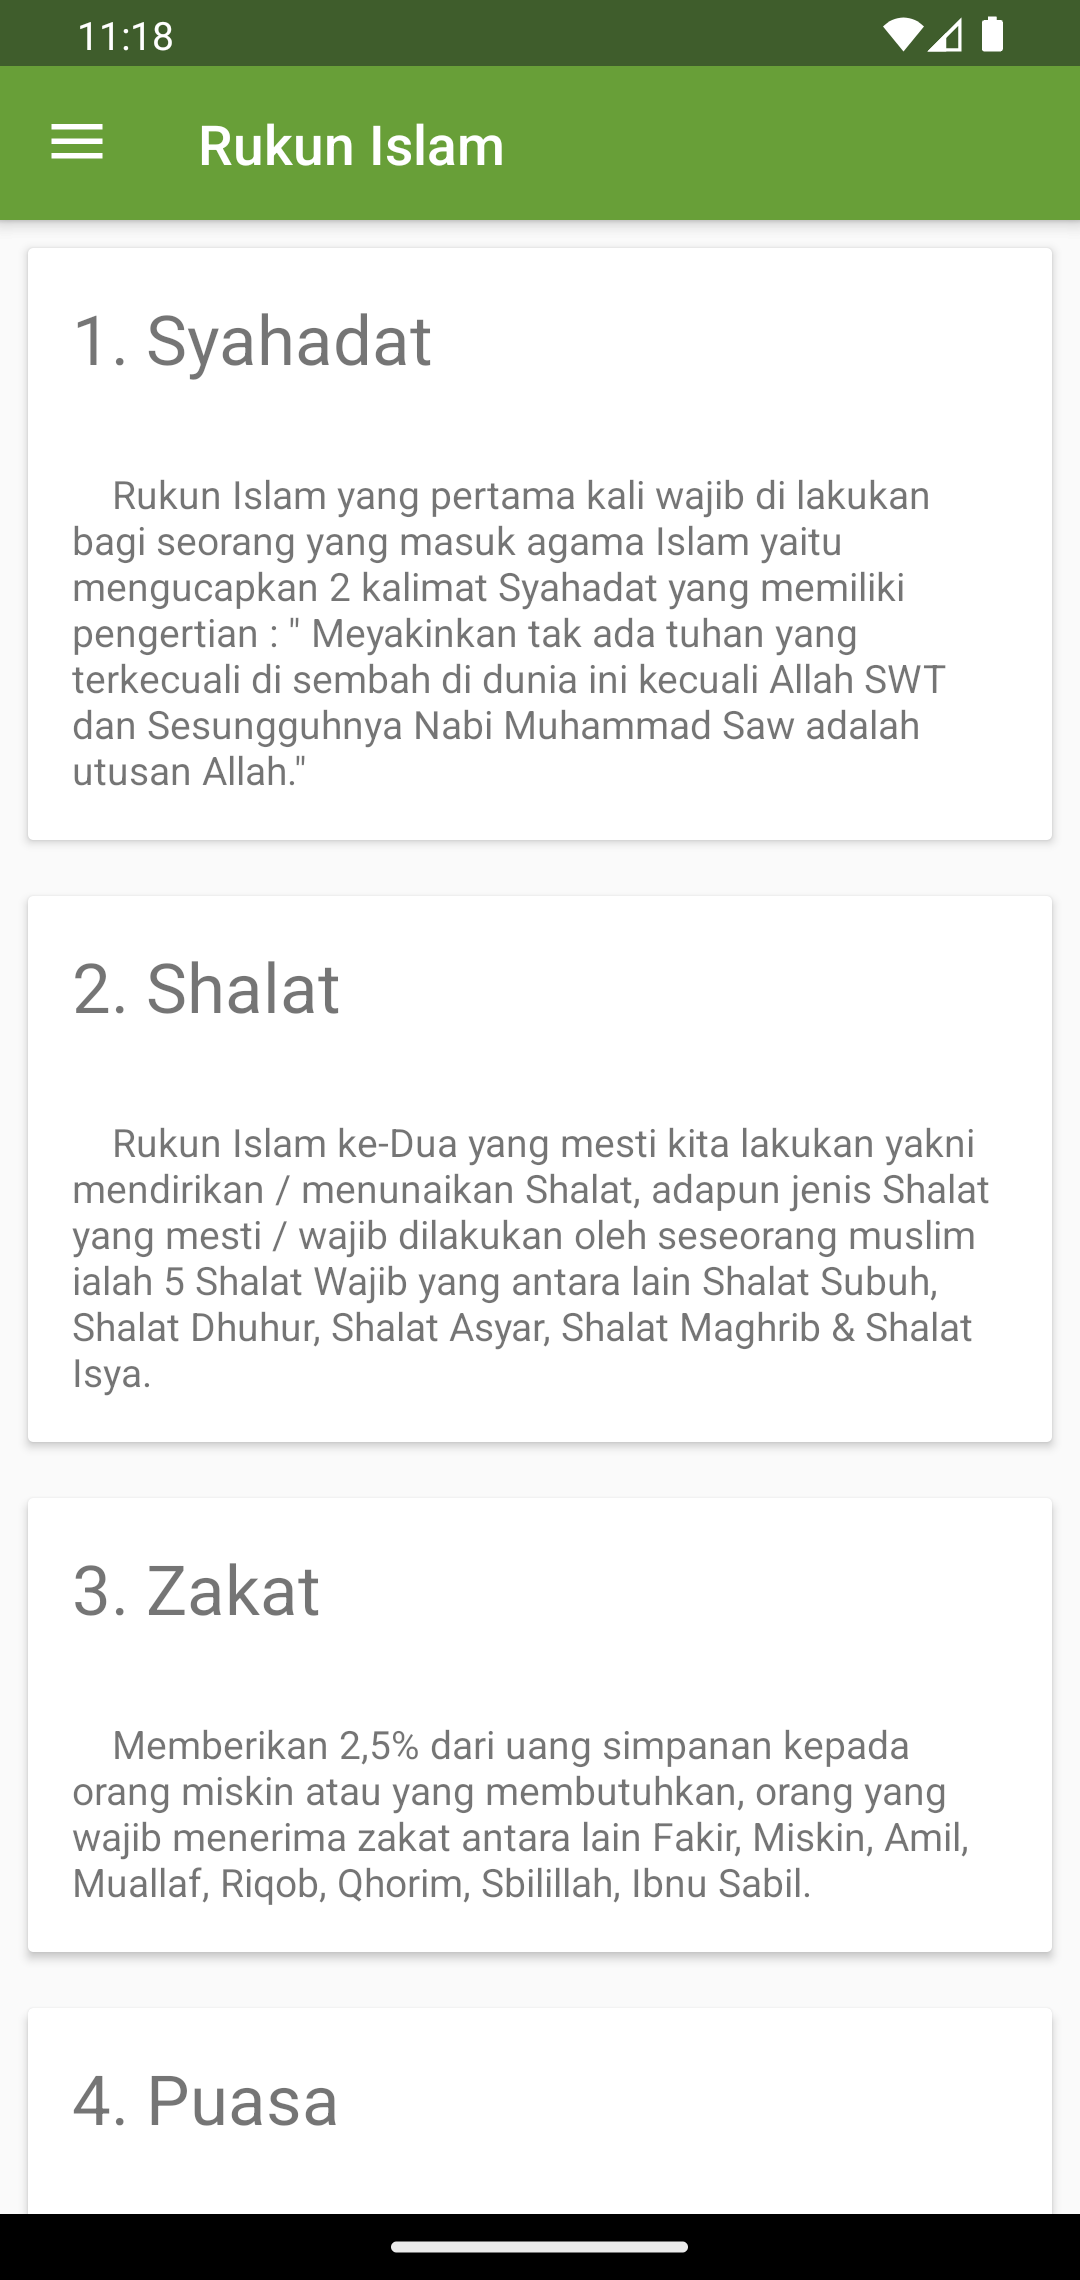 11:18
Rukun Islam
1. Syahadat
Rukun Islam yang pertama kali wajib di lakukan
bagi seorang yang masuk agama Islam yaitu
mengucapkan 2 kalimat Syahadat yang memiliki
pengertian : " Meyakinkan tak ada tuhan yang
terkecuali di sembah di dunia ini kecuali Allah SWT
dan Sesungguhnya Nabi Muhammad Saw adalah
utusan Allah."
2. Shalat
Rukun Islam ke-Dua yang mesti kita lakukan yakni
mendirikan / menunaikan Shalat, adapun jenis Shalat
yang mesti / wajib dilakukan oleh seseorang muslim
ialah 5 Shalat Wajib yang antara lain Shalat Subuh,
Shalat Dhuhur, Shalat Asyar, Shalat Maghrib & Shalat
Isya.
3. Zakat
Memberikan 2,5% dari uang simpanan kepada
orang miskin atau yang membutuhkan, orang yang
wajib menerima zakat antara lain Fakir, Miskin, Amil,
Muallaf, Riqob, Qhorim, Sbilillah, Ibnu Sabil.
4. Puasa